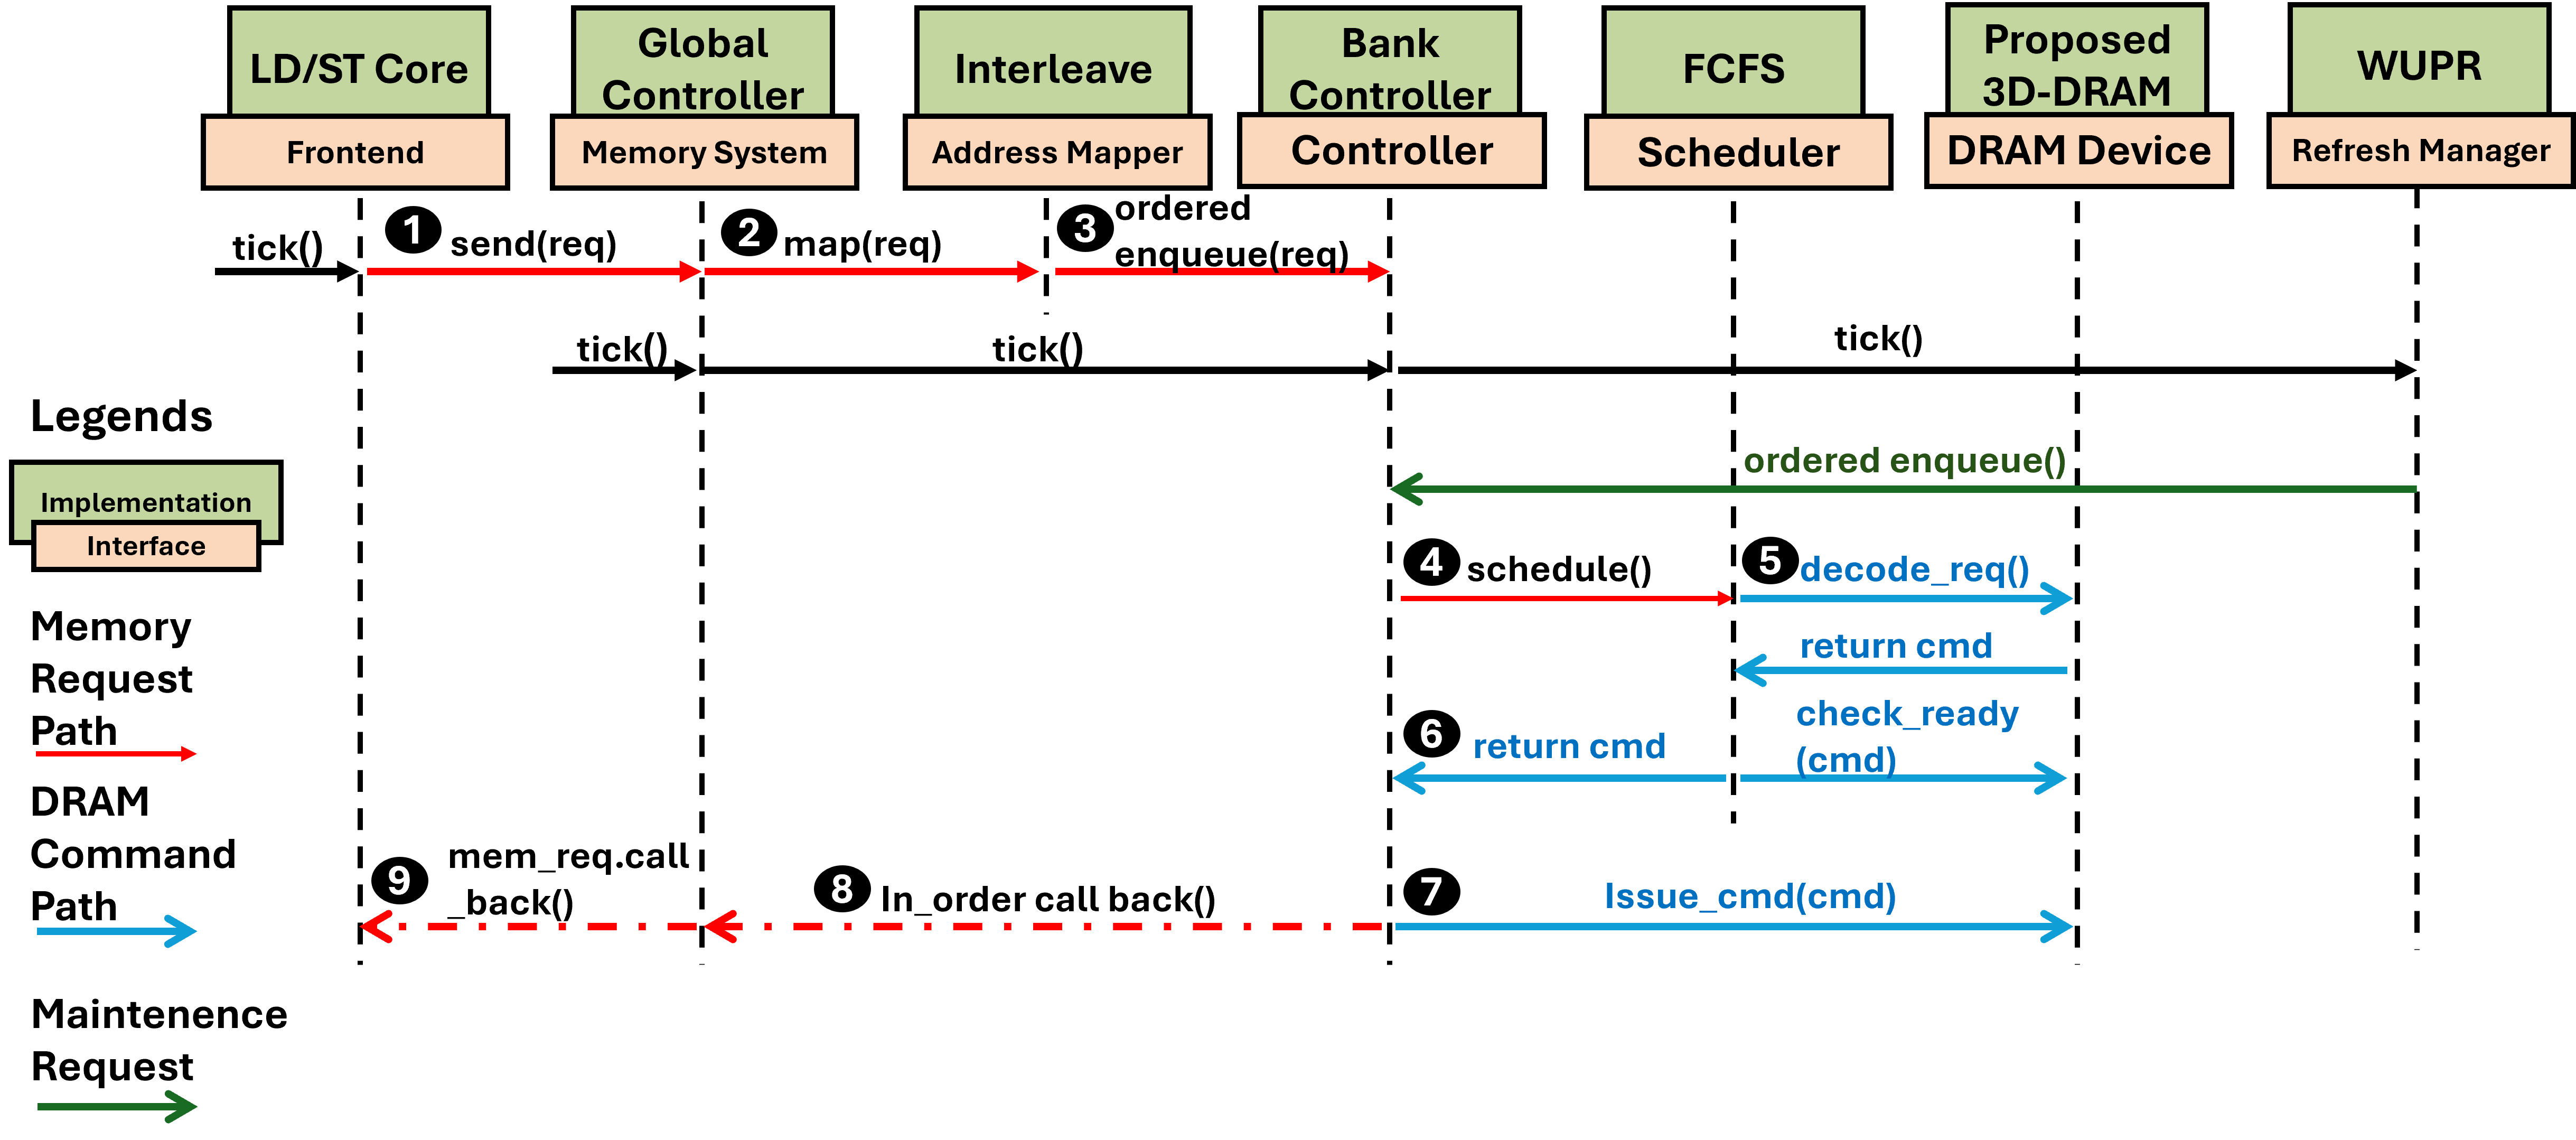 LD/ST Core
Frontend
Global
Controller
Memory System
Interleave
Address Mapper
Bank
Controller
Controller
FCFS
Scheduler
Proposed
3D-DRAM
DRAM Device
WUPR
Refresh Manager
tick()
1 send(req)
2 map(req)
3 ordered
enqueue(req)
tick()
tick()
tick()
ordered enqueue()
4 schedule()
5 decode_req()
return cmd
6 return cmd
check_ready
(cmd)
9 mem_req.call
_back()
8 In_order call back()
7 Issue_cmd(cmd)
Legends
Implementation
Interface
Memory
Request
Path
DRAM
Command
Path
Maintenence
Request